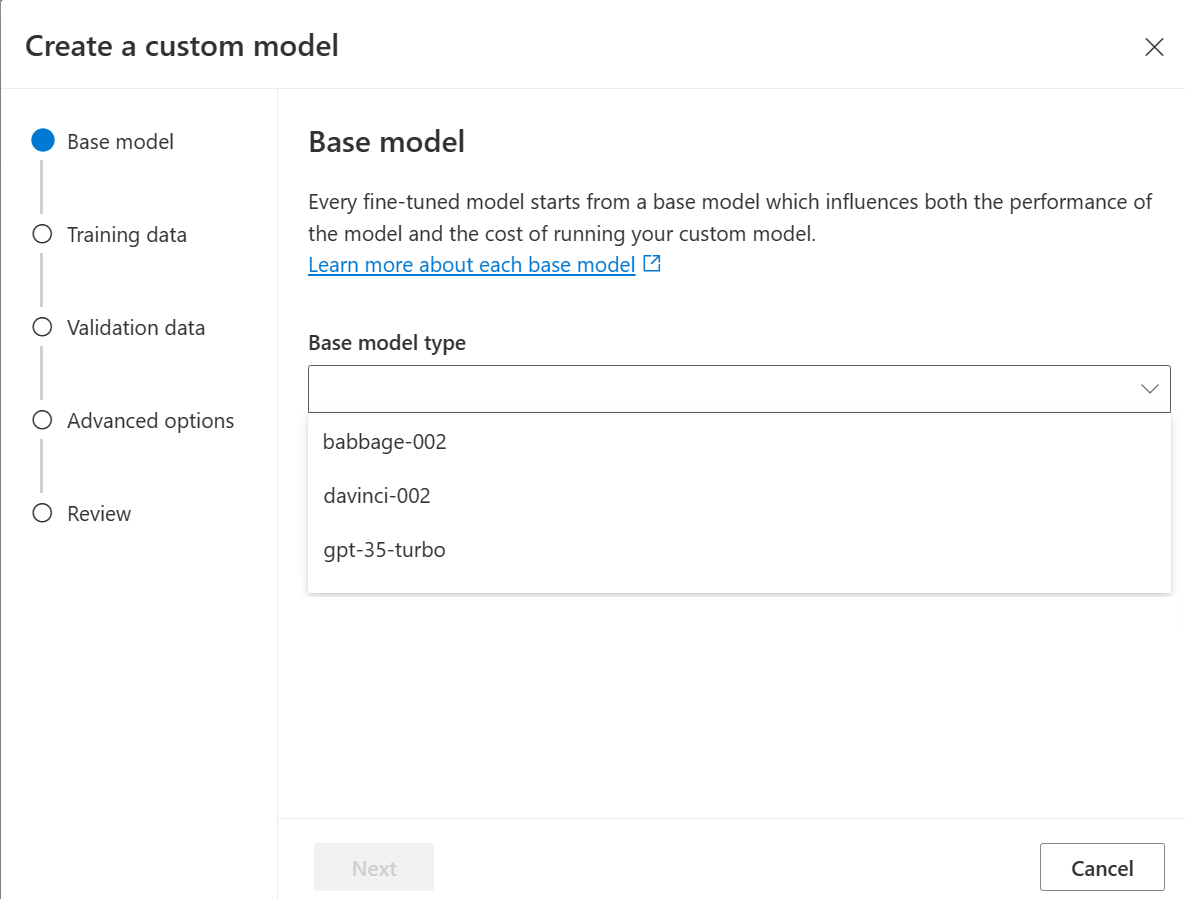 Create a custom model
Base model
Training data
Validation data
Advanced options
Review
Base model
Every fine-tuned model starts from a base model which influences both the performance of
the model and the cost of running your custom model.
Learn more about each base model
Base model type
babbage-002
davinci-002
gpt-35-turbo
Next
Cancel